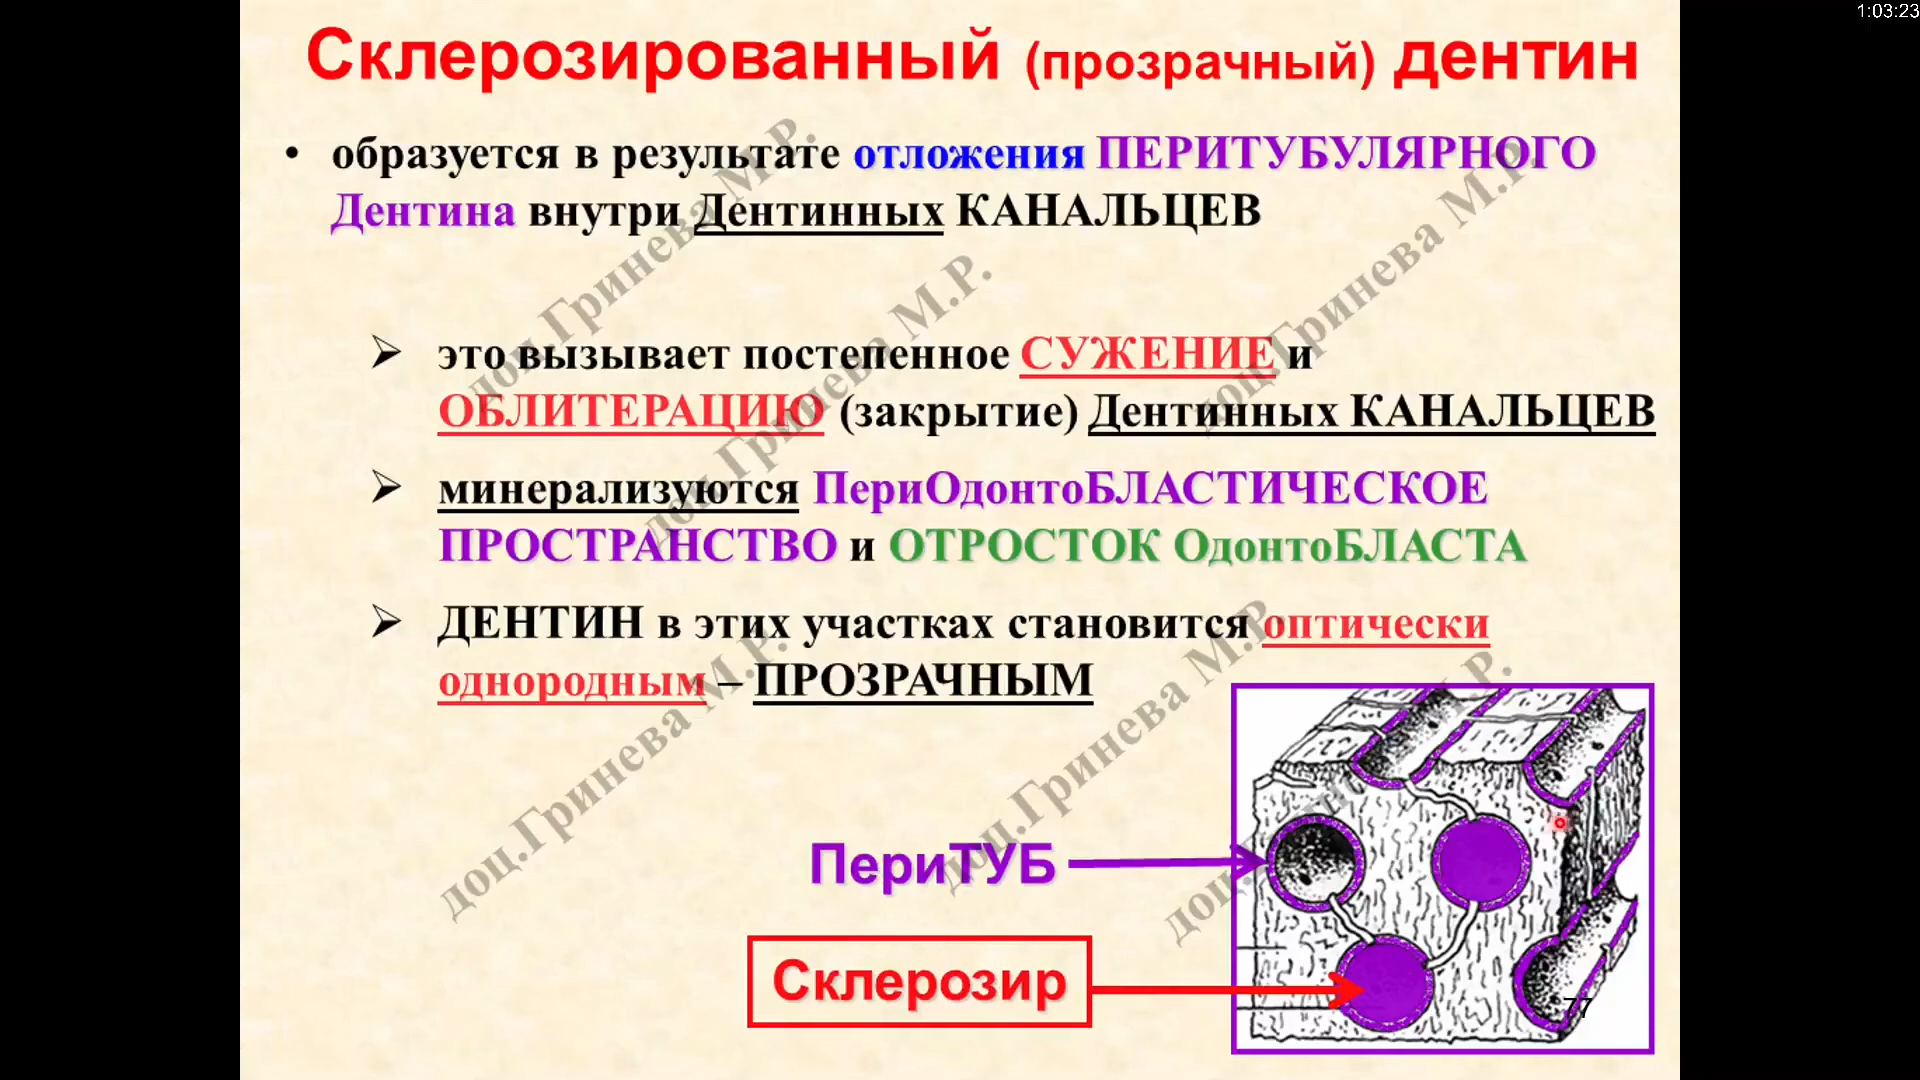 1:03:23
Склерозированный (прозрачный) дентин
• образуется в результате отложения ПЕРИТУБУЛЯРНОГО
Дентина внутри Дентинных КАНАЛЬЦЕВ
➢ это вызывает постепенное СУЖЕНИЕ и
ОБЛИТЕРАЦИЮ (закрытие) Дентинных КАНАЛЬЦЕВ
➢ минерализуются ПериОдонтоБЛАСТИЧЕСКОЕ
ПРОСТРАНСТВО и ОТРОСТОК ОдонтоБЛАСТА
➢ ДЕНТИН в этих участках становится оптически
однородным – ПРОЗРАЧНЫМ
ПериТУБ
Склерозир
77
доц.Гринева М.Р.
доц.Гринева М.Р.
доц.Гринева М.Р.
доц.Гринева М.Р.
доц.Гринева М.Р.